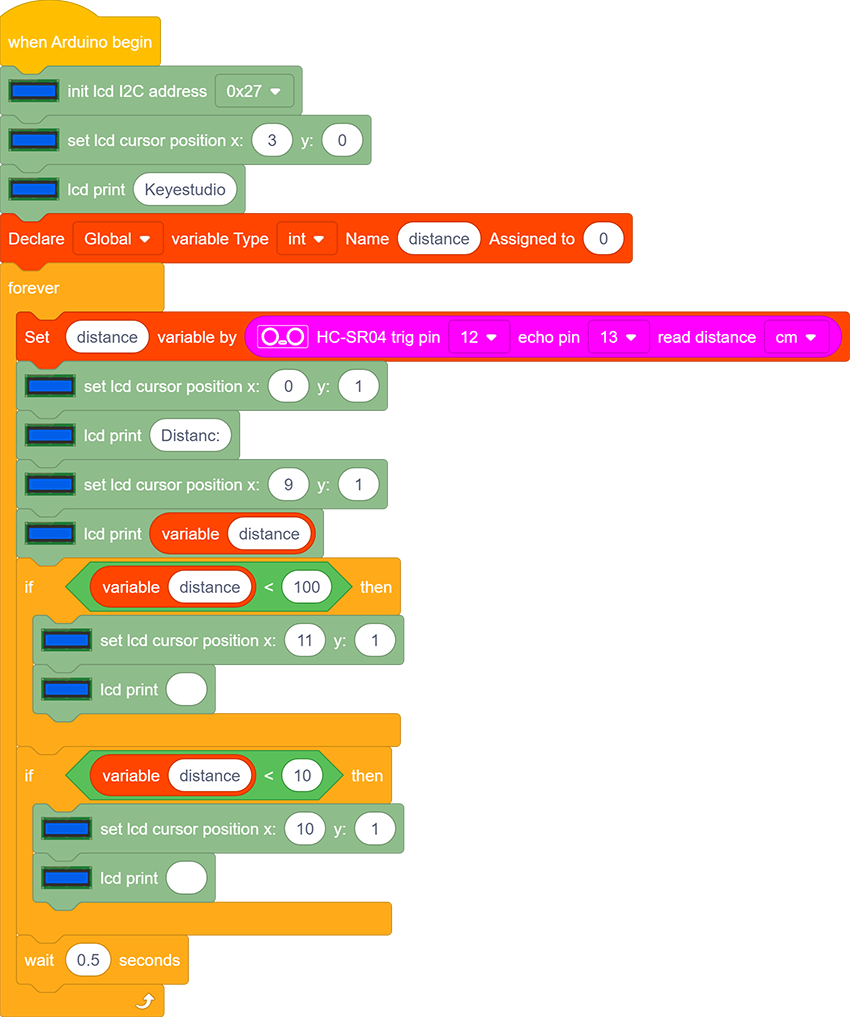 when Arduino begin
init lcd I2C address 0x27
set lcd cursor position x: 3 y: 0
lcd print Keyestudio
Declare Global variable Type int Name distance Assigned to 0
forever
Set distance variable by HC-SR04 trig pin 12 echo pin 13 read distance cm
set lcd cursor position x: 0 y: 1
lcd print Distanc:
set lcd cursor position x: 9 y: 1
lcd print variable distance
if variable distance < 100 then
set lcd cursor position x: 11 y: 1
lcd print
if variable distance < 10 then
set lcd cursor position x: 10 y: 1
lcd print
wait 0.5 seconds